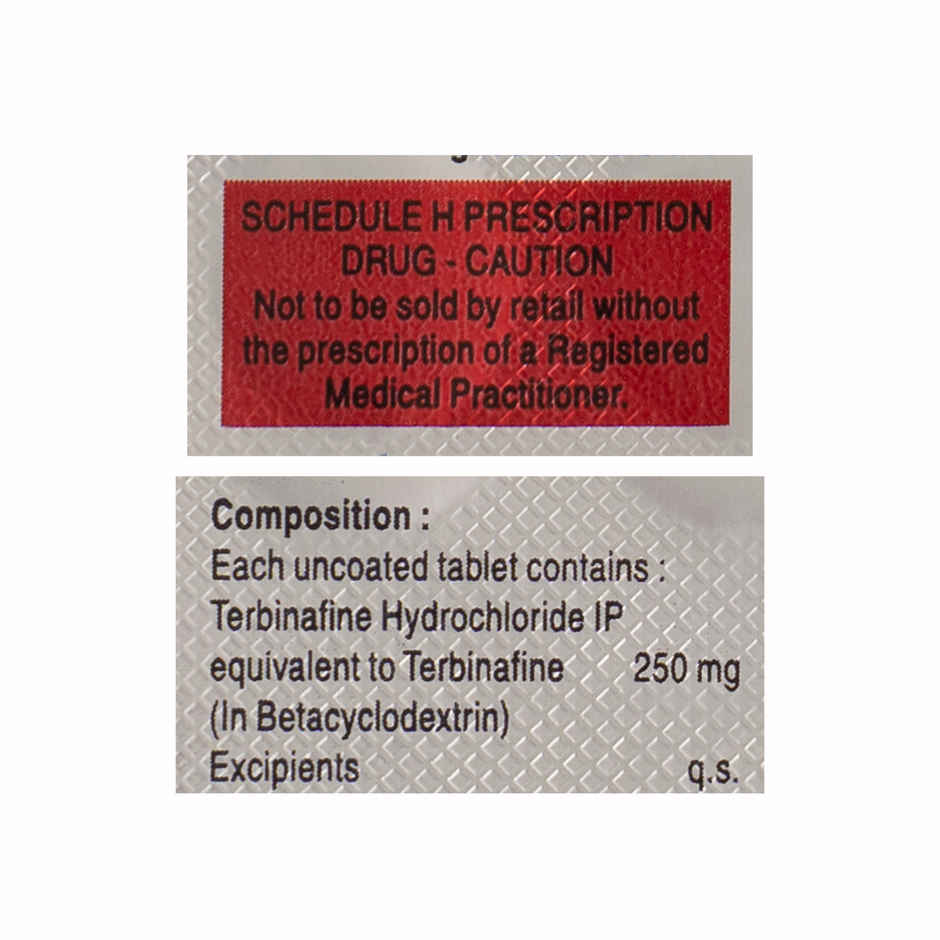 SCHEDULE H PRESCRIPTION
DRUG - CAUTION
Not to be sold by retail without
the prescription of a Registered
Medical Practitioner.
Composition :
Each uncoated tablet contains :
Terbinafine Hydrochloride IP
equivalent to Terbinafine 250 mg
(In Betacyclodextrin)
Excipients q.s.